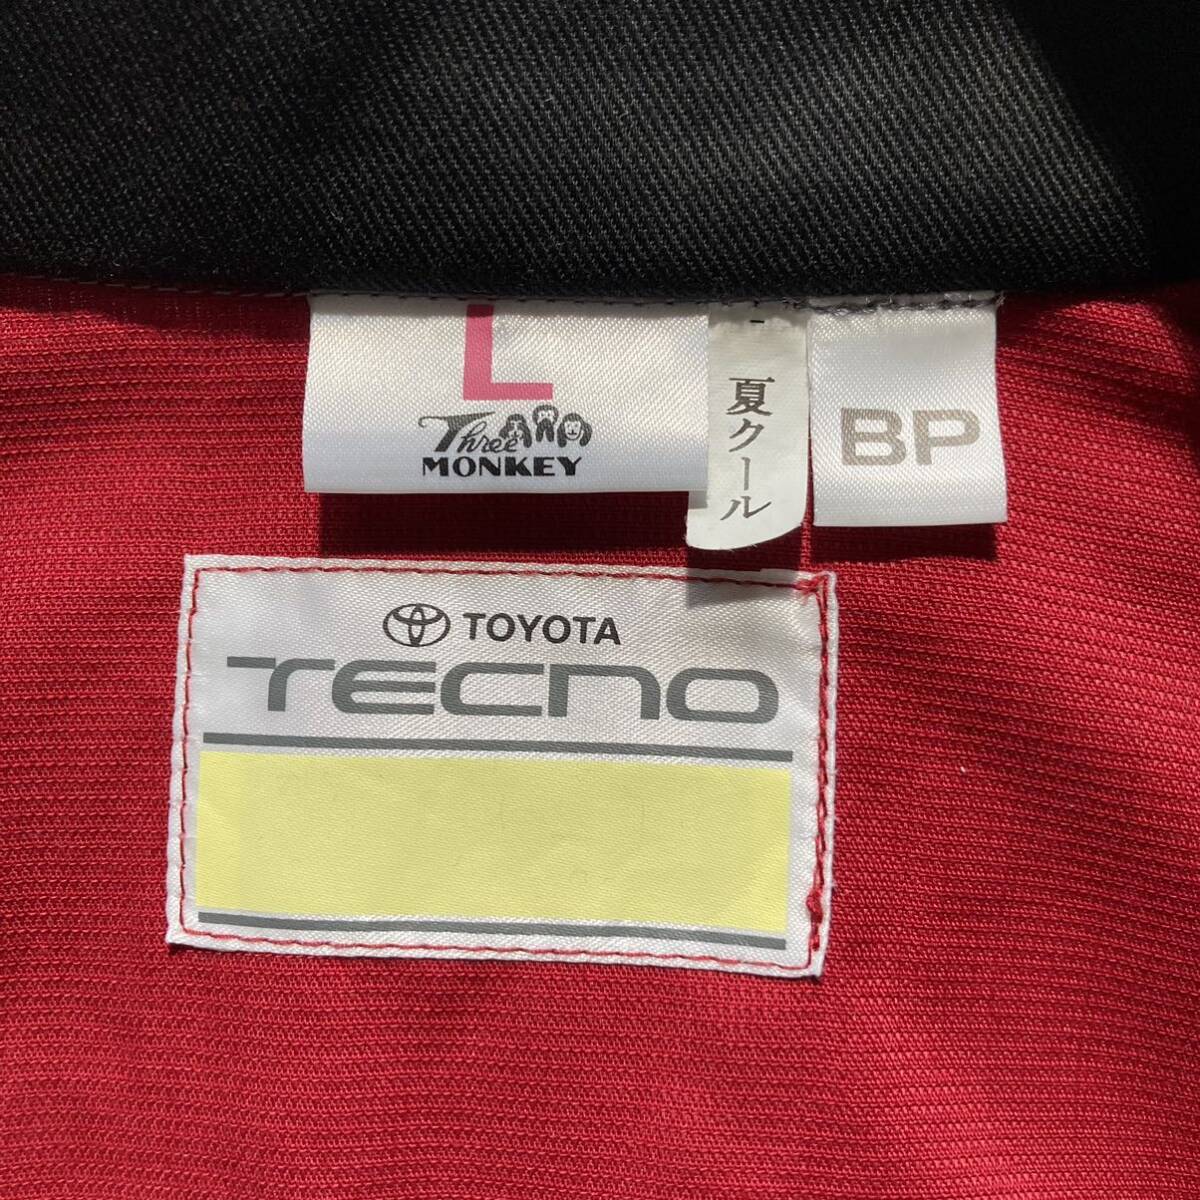 L
Three
MONKEY
夏クール
BP
TOYOTA
TECNO